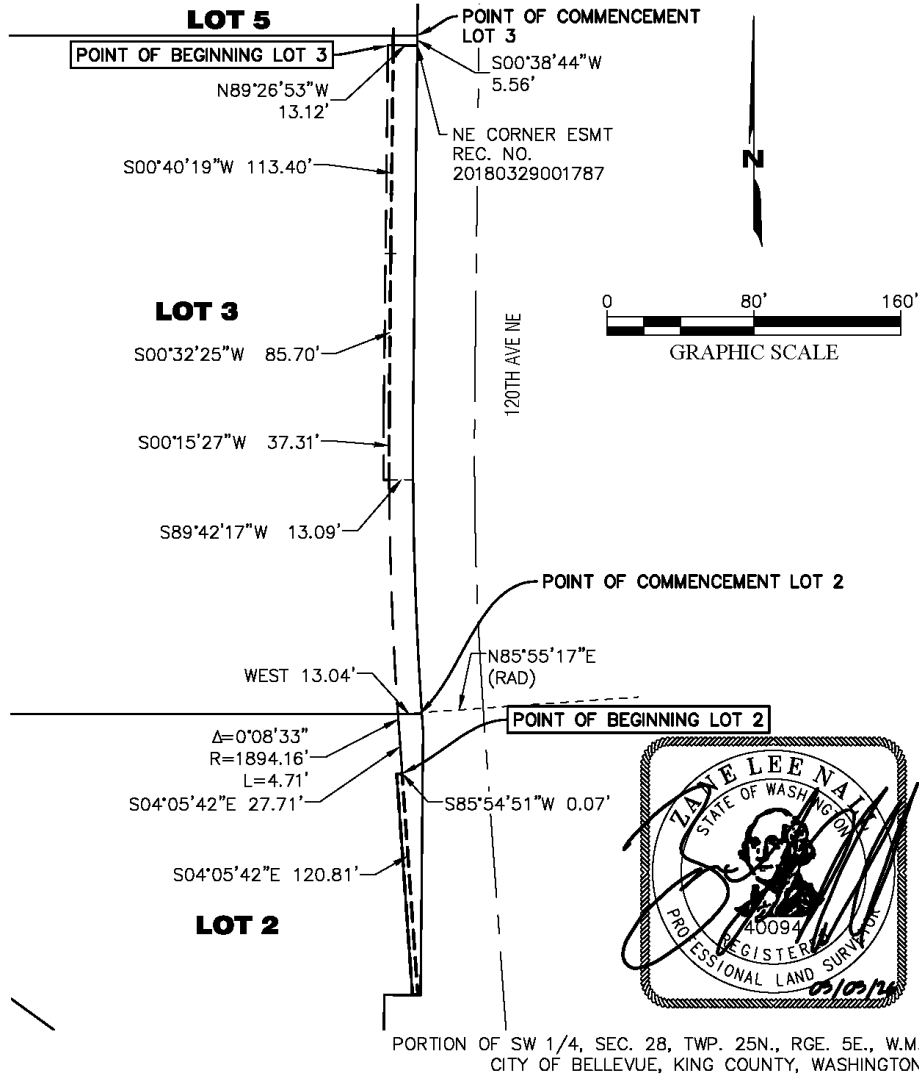 LOT 5
POINT OF COMMENCEMENT
LOT 3
POINT OF BEGINNING LOT 3
S00°38'44"W
5.56'
N89°26'53"W
13.12'
NE CORNER ESMT
REC. NO.
20180329001787
S00°40'19"W 113.40'
N
LOT 3
0 80' 160'
GRAPHIC SCALE
S00°32'25"W 85.70'
120TH AVE NE
S00°15'27"W 37.31'
S89°42'17"W 13.09'
POINT OF COMMENCEMENT LOT 2
N85°55'17"E
(RAD)
WEST 13.04'
POINT OF BEGINNING LOT 2
Δ=0°08'33"
R=1894.16'
L=4.71'
S04°05'42"E 27.71'
S85°54'51"W 0.07'
S04°05'42"E 120.81'
LOT 2
ZANE LEE NALL
STATE OF WASHINGTON
40094
REGISTERED
PROFESSIONAL LAND SURVEYOR
PORTION OF SW 1/4, SEC. 28, TWP. 25N., RGE. 5E., W.M.
CITY OF BELLEVUE, KING COUNTY, WASHINGTON